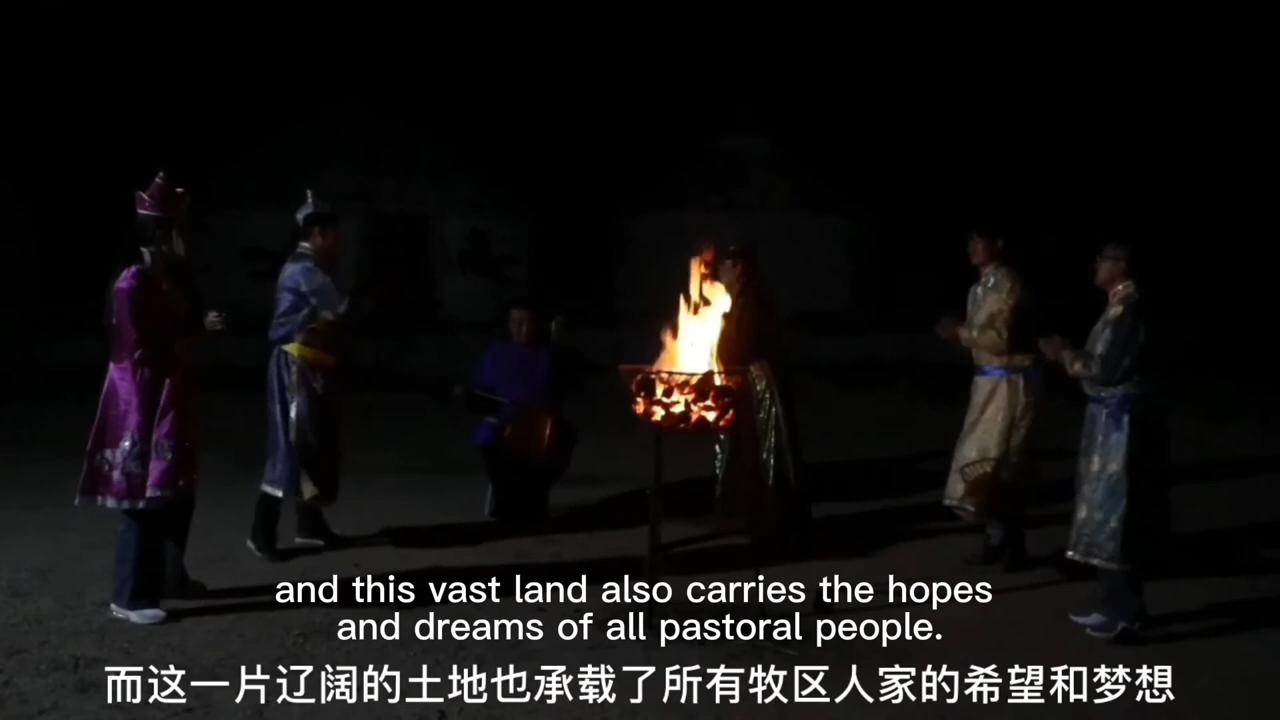 and this vast land also carries the hopes
and dreams of all pastoral people.
而这一片辽阔的土地也承载了所有牧区人家的希望和梦想